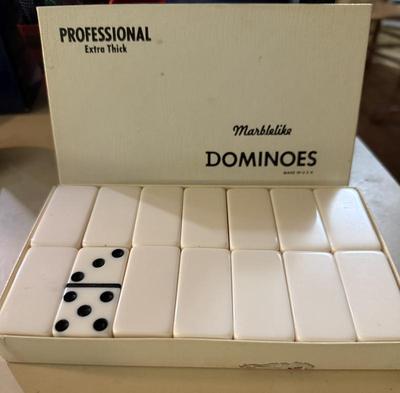 PROFESSIONAL
Extra Thick
Marblelike
DOMINOES
MADE IN U.S.A.